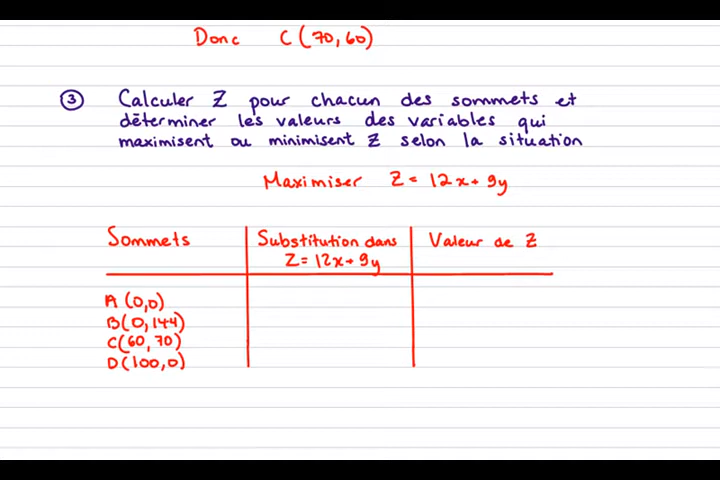 Donc C(70,60)
③ Calculer Z pour chacun des sommets et
déterminer les valeurs des variables qui
maximisent ou minimisent Z selon la situation
Maximiser Z = 12x + 9y
Sommets Substitution dans Valeur de Z
Z = 12x + 9y
A (0,0)
B(0,144)
C(60,70)
D(100,0)